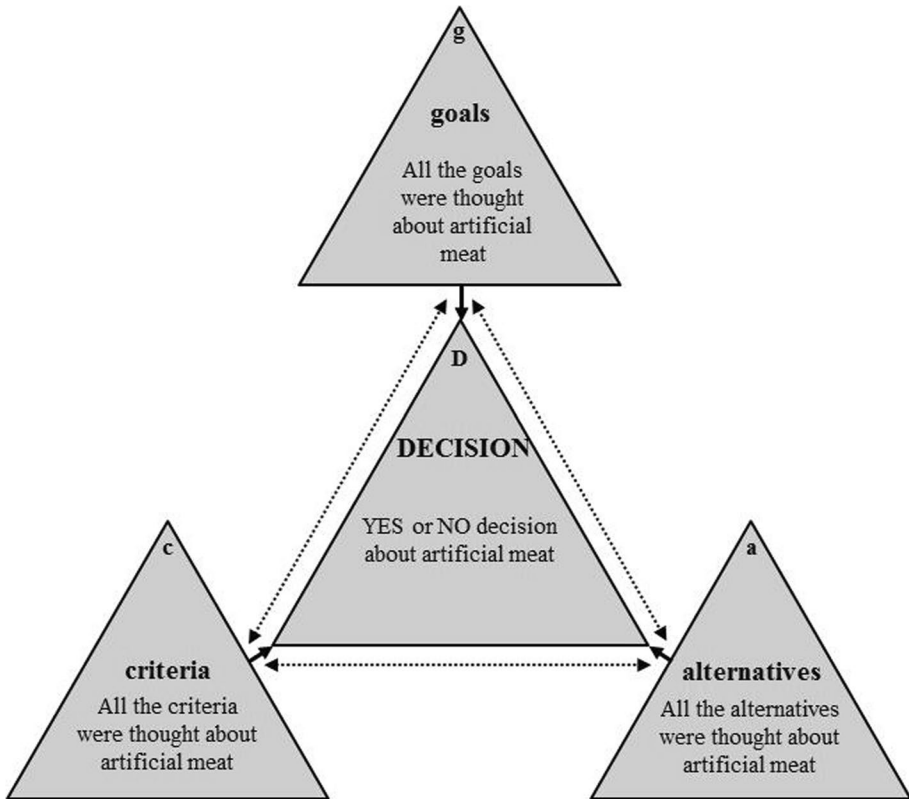 g
goals
All the goals
were thought
about artificial
meat
D
DECISION
YES or NO decision
about artificial meat
c
criteria
All the criteria
were thought about
artificial meat
a
alternatives
All the alternatives
were thought about
artificial meat